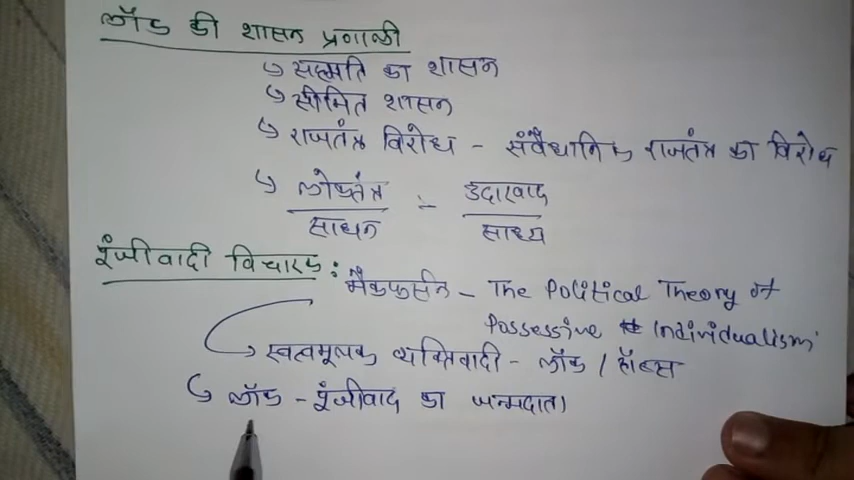 लॉक की शासन प्रणाली
↳ सहमति का शासन
↳ सीमित शासन
↳ राजतंत्र विरोध - संवैधानिक राजतंत्र का विरोध
↳ लोकतंत्र - उदारवाद
साधन साध्य
पूंजीवादी विचारक : मैकफर्सन - The Political Theory of
Possessive Individualism
↳ स्वत्वमूलक व्यक्तिवादी - लॉक / हॉब्स
↳ लॉक - पूंजीवाद का जन्मदाता